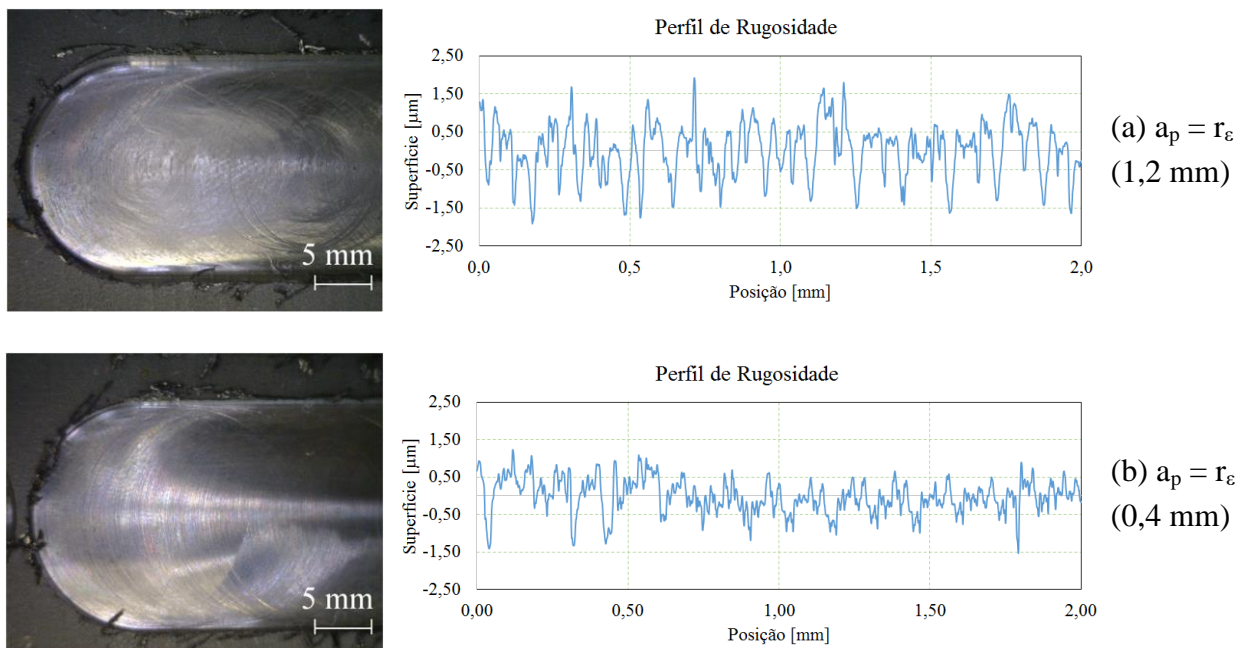 Perfil de Rugosidade
2,50
1,50
0,50
-0,50
-1,50
-2,50
Superfície [µm]
0,0 0,5 1,0 1,5 2,0
Posição [mm]
5 mm
(a) aₚ = r_ε
(1,2 mm)
Perfil de Rugosidade
2,50
1,50
0,50
-0,50
-1,50
-2,50
Superfície [µm]
0,00 0,50 1,00 1,50 2,00
Posição [mm]
5 mm
(b) aₚ = r_ε
(0,4 mm)